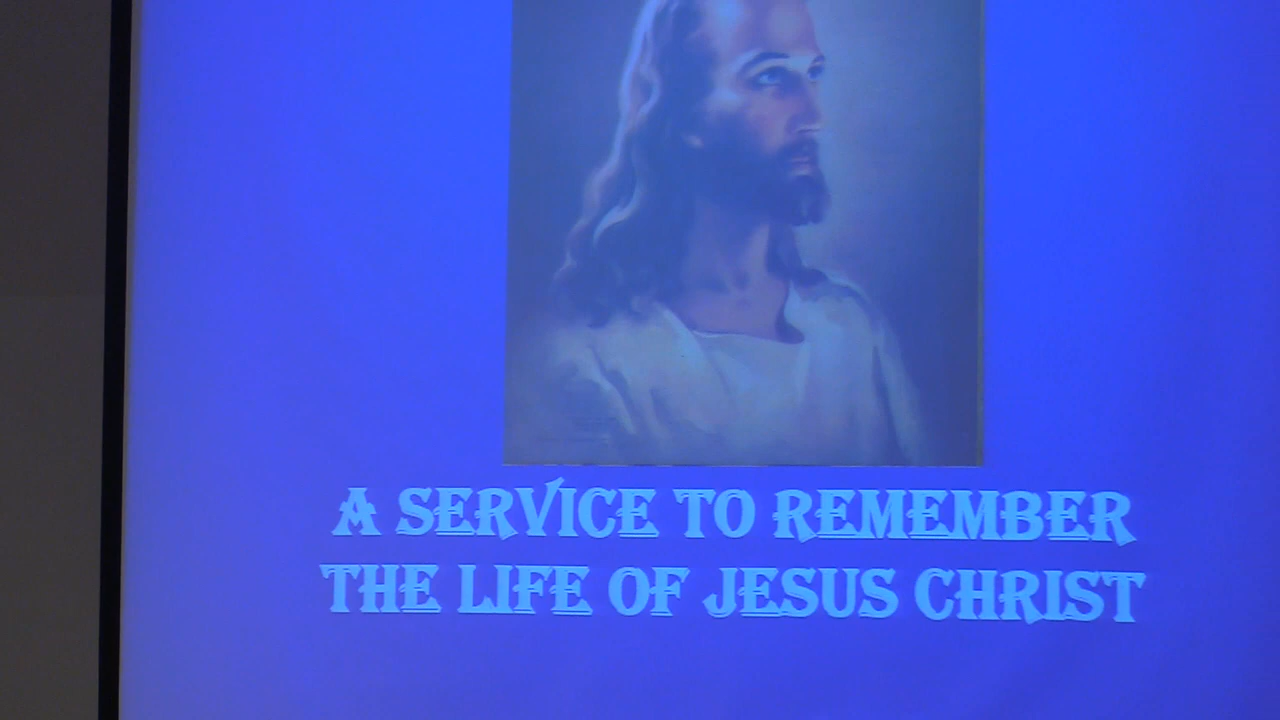 A SERVICE TO REMEMBER
THE LIFE OF JESUS CHRIST